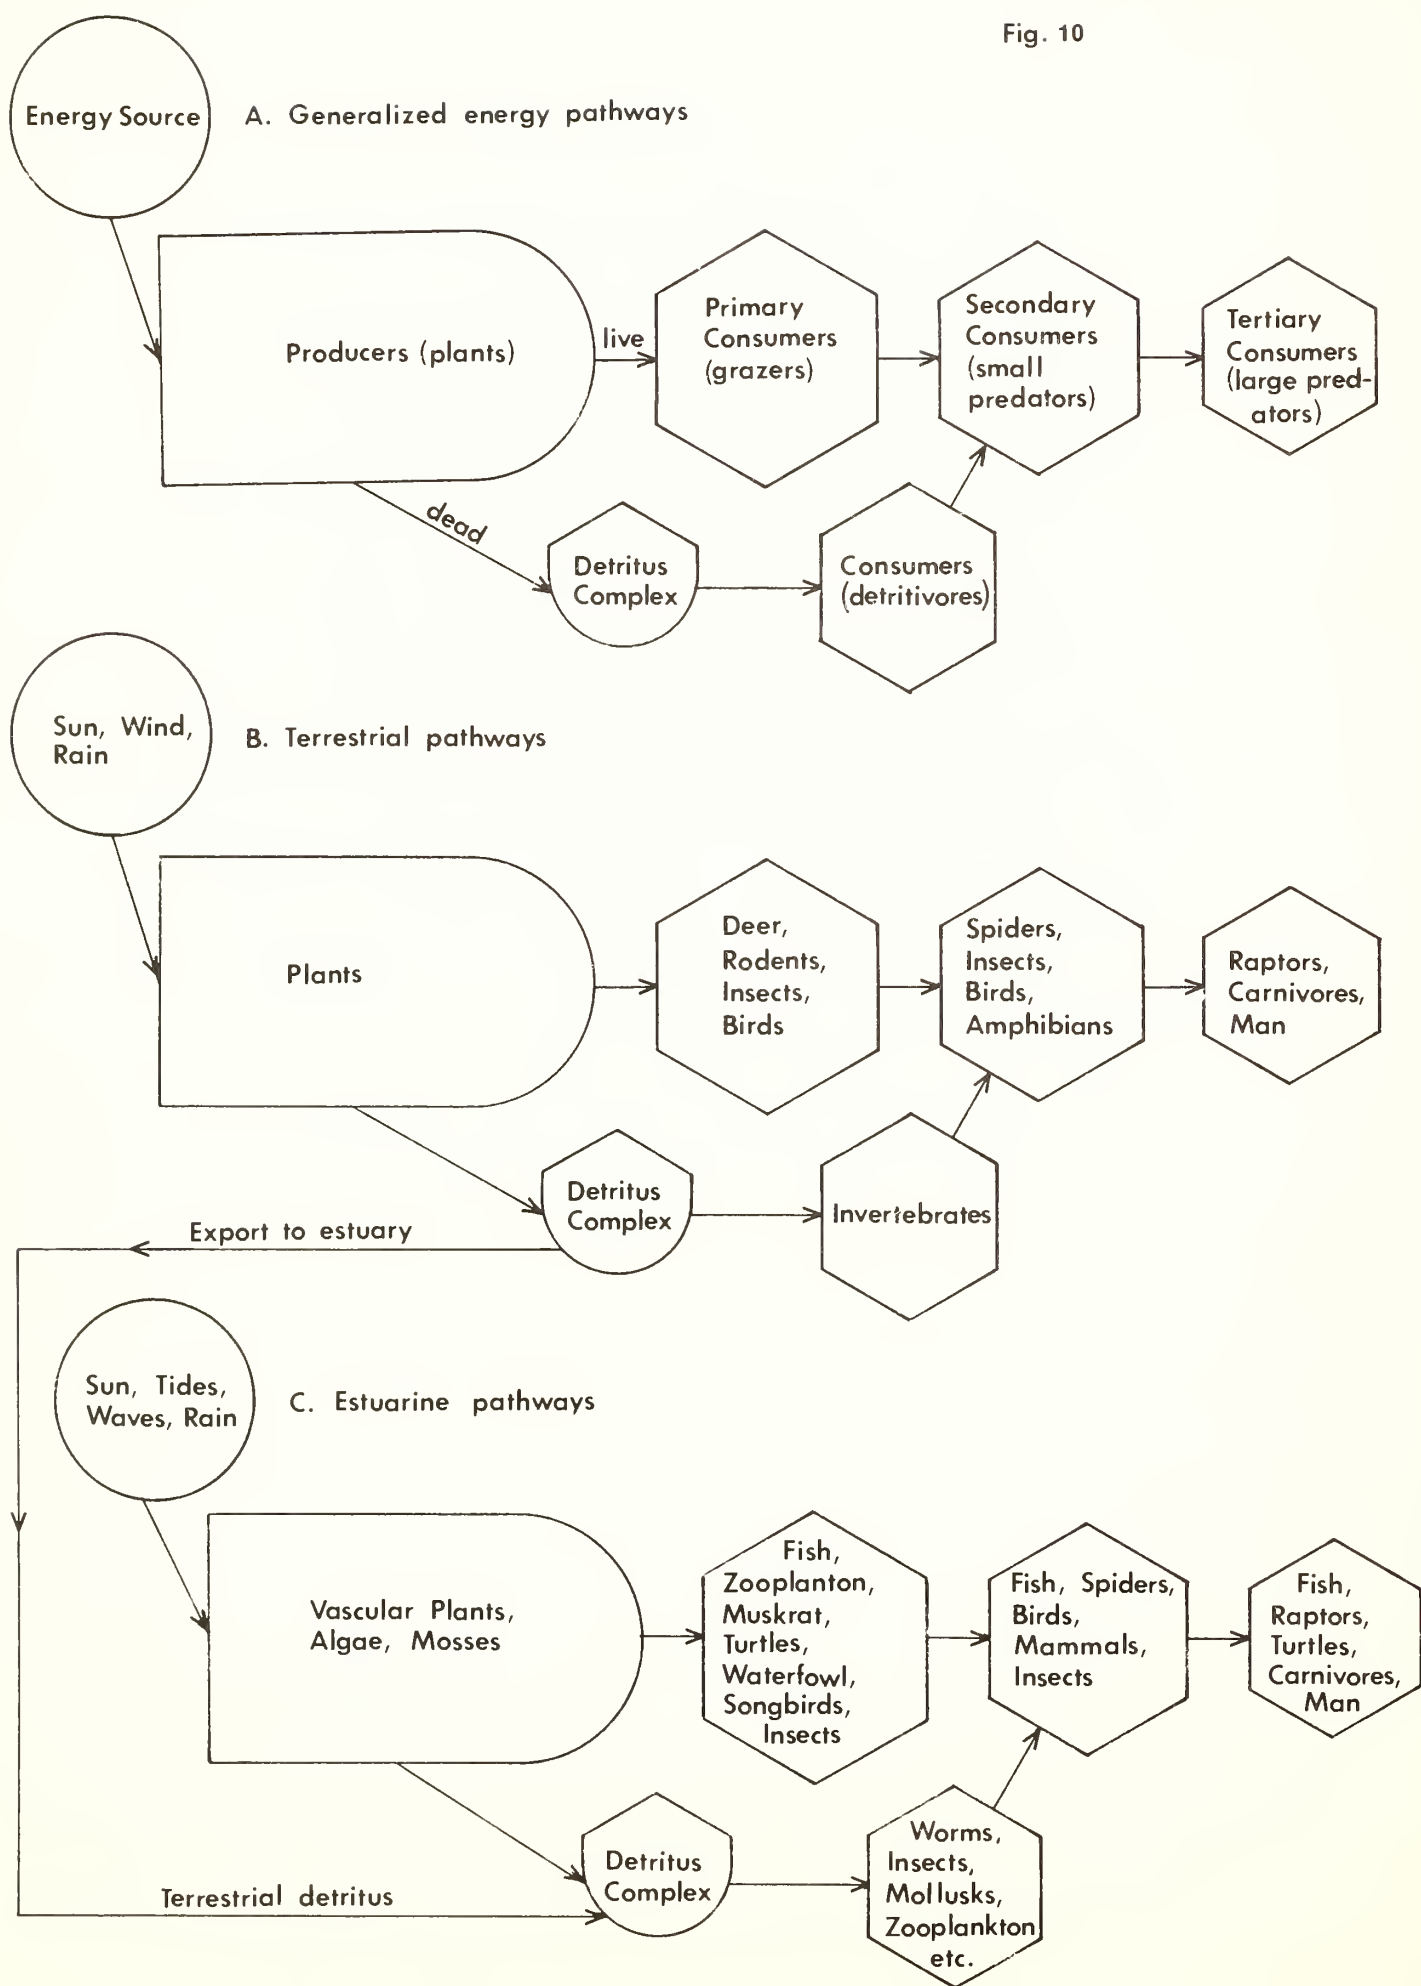 Fig. 10
Energy Source
A. Generalized energy pathways
Producers (plants)
live
Primary
Consumers
(grazers)
Secondary
Consumers
(small
predators)
Tertiary
Consumers
(large pred-
ators)
dead
Detritus
Complex
Consumers
(detritivores)
Sun, Wind,
Rain
B. Terrestrial pathways
Plants
Deer,
Rodents,
Insects,
Birds
Spiders,
Insects,
Birds,
Amphibians
Raptors,
Carnivores,
Man
Detritus
Complex
Invertebrates
Export to estuary
Sun, Tides,
Waves, Rain
C. Estuarine pathways
Vascular Plants,
Algae, Mosses
Fish,
Zooplanton,
Muskrat,
Turtles,
Waterfowl,
Songbirds,
Insects
Fish, Spiders,
Birds,
Mammals,
Insects
Fish,
Raptors,
Turtles,
Carnivores,
Man
Detritus
Complex
Worms,
Insects,
Mollusks,
Zooplankton
etc.
Terrestrial detritus